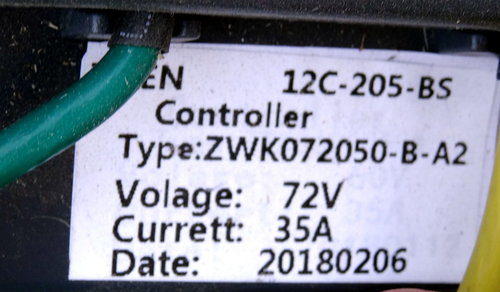 12C-205-BS
Controller
Type:ZWK072050-B-A2
Volage: 72V
Currett: 35A
Date: 20180206